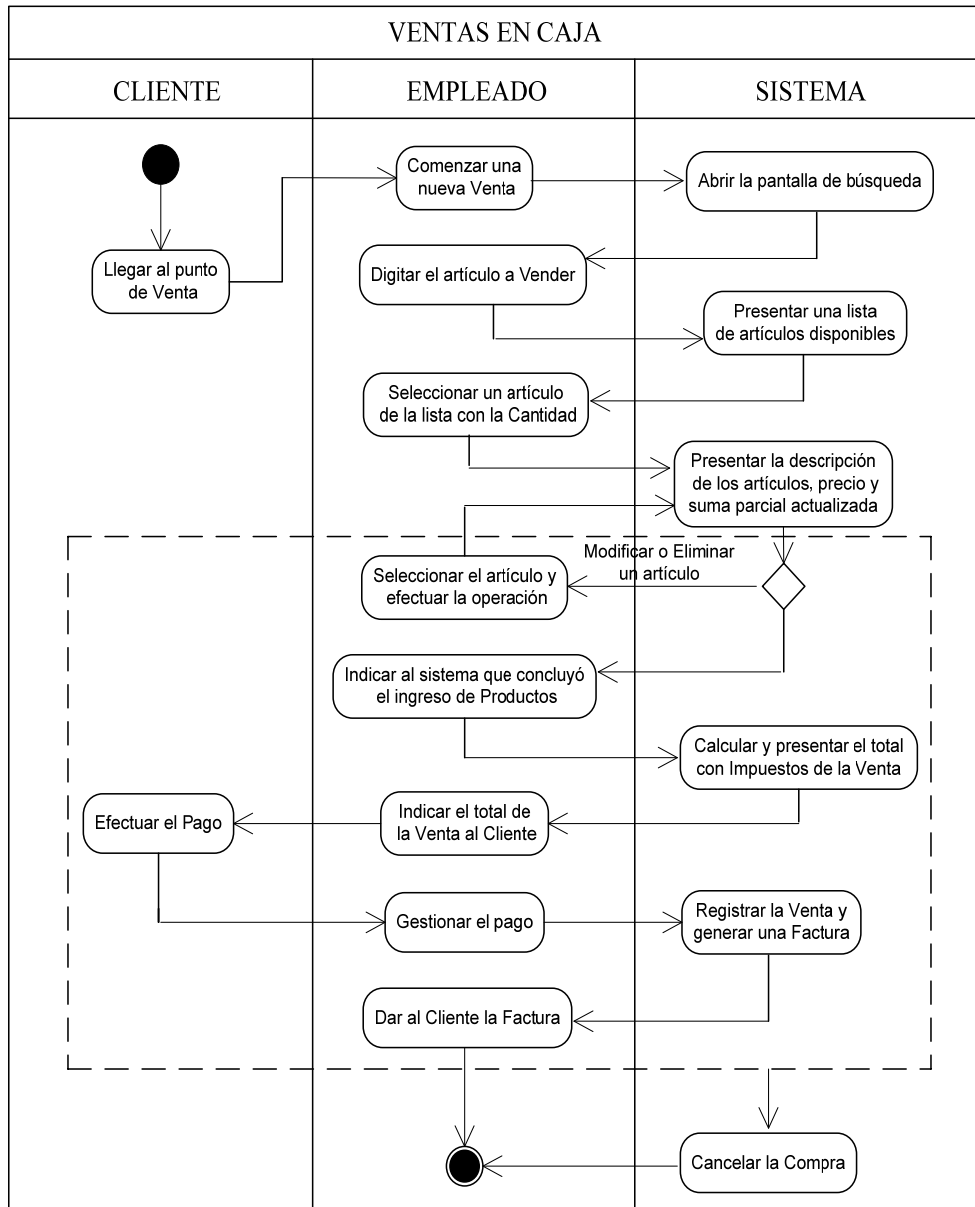 VENTAS EN CAJA
CLIENTE
EMPLEADO
SISTEMA
Comenzar una
nueva Venta
Abrir la pantalla de búsqueda
Llegar al punto
de Venta
Digitar el artículo a Vender
Presentar una lista
de artículos disponibles
Seleccionar un artículo
de la lista con la Cantidad
Presentar la descripción
de los artículos, precio y
suma parcial actualizada
Modificar o Eliminar
un artículo
Seleccionar el artículo y
efectuar la operación
Indicar al sistema que concluyó
el ingreso de Productos
Calcular y presentar el total
con Impuestos de la Venta
Efectuar el Pago
Indicar el total de
la Venta al Cliente
Gestionar el pago
Registrar la Venta y
generar una Factura
Dar al Cliente la Factura
Cancelar la Compra